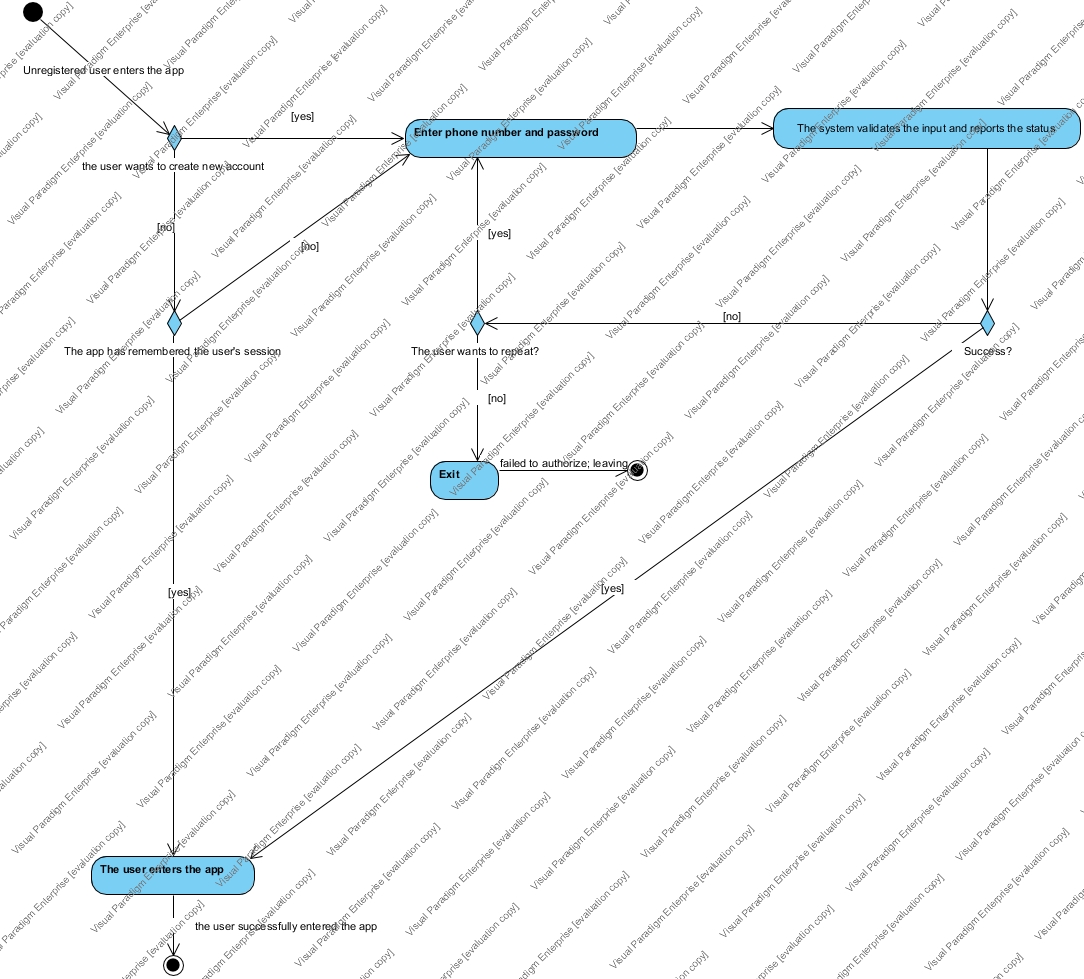 Unregistered user enters the app
[yes]
Enter phone number and password
The system validates the input and reports the status
the user wants to create new account
[no]
[no]
[yes]
[no]
The app has remembered the user's session
The user wants to repeat?
Success?
[no]
failed to authorize; leaving
Exit
[yes]
[yes]
The user enters the app
the user successfully entered the app
Visual Paradigm Enterprise [evaluation copy]